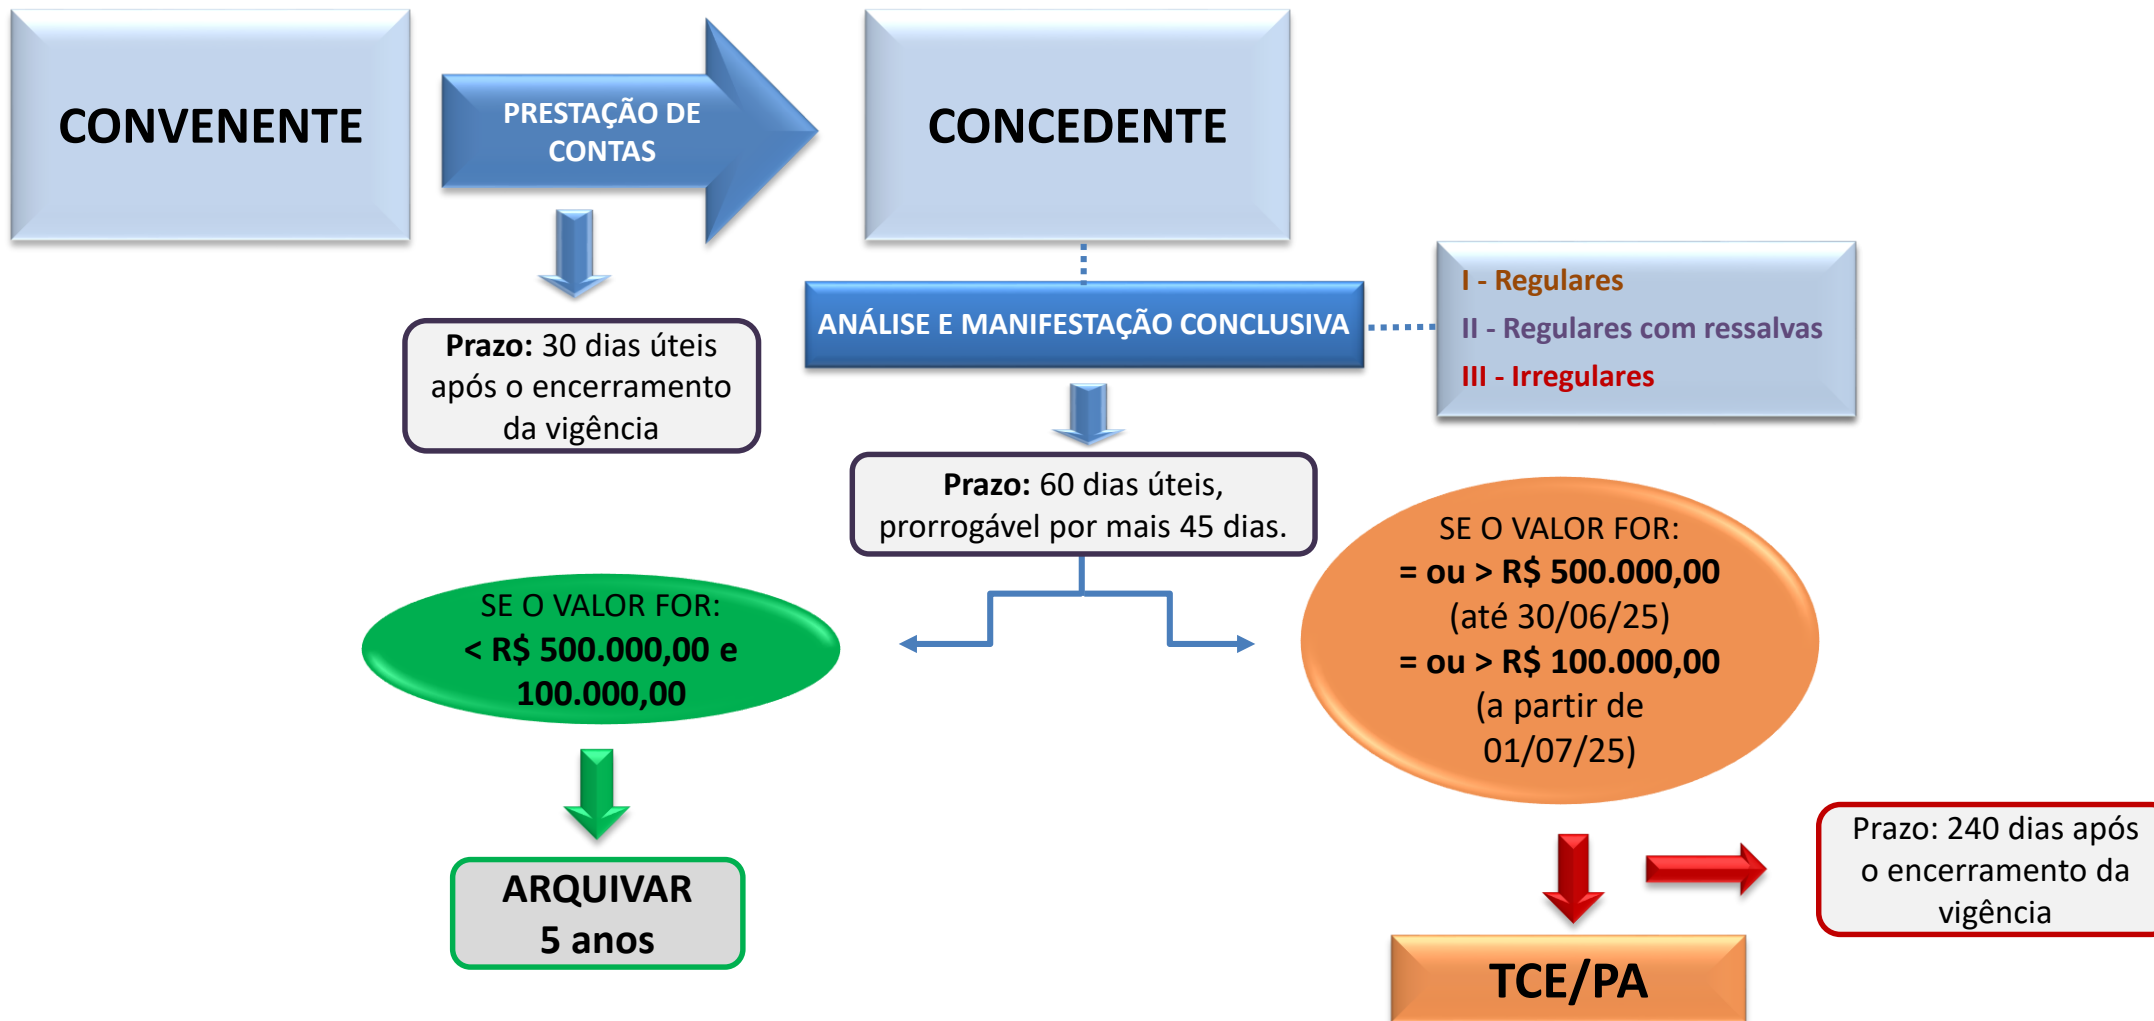 CONVENENTE
PRESTAÇÃO DE
CONTAS
CONCEDENTE
Prazo: 30 dias úteis
após o encerramento
da vigência
ANÁLISE E MANIFESTAÇÃO CONCLUSIVA
I - Regulares
II - Regulares com ressalvas
III - Irregulares
Prazo: 60 dias úteis,
prorrogável por mais 45 dias.
SE O VALOR FOR:
< R$ 500.000,00 e
100.000,00
SE O VALOR FOR:
= ou > R$ 500.000,00
(até 30/06/25)
= ou > R$ 100.000,00
(a partir de
01/07/25)
ARQUIVAR
5 anos
Prazo: 240 dias após
o encerramento da
vigência
TCE/PA